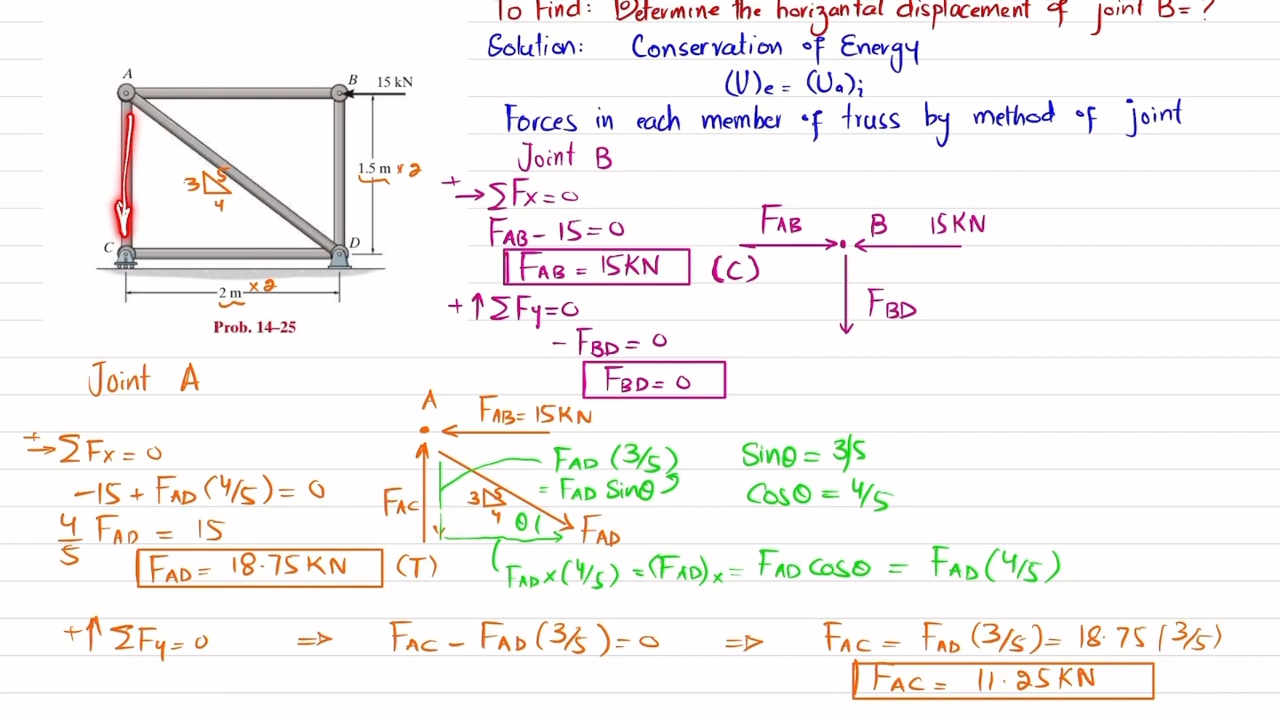 To Find: Determine the horizantal displacement of joint B= ?
Solution: Conservation of Energy
(U)e = (Ua)i
Forces in each member of truss by method of joint
A
B
15 kN
1.5 m × 2
3
5
4
C
D
2 m × 2
Prob. 14–25
Joint B
+→ ΣFx = 0
FAB - 15 = 0
FAB = 15KN (C)
+↑ ΣFy = 0
- FBD = 0
FBD = 0
FAB B 15KN
FBD
Joint A
+→ ΣFx = 0
-15 + FAD (4/5) = 0
4/5 FAD = 15
FAD = 18.75 KN (T)
A
FAB = 15KN
FAC
3
5
4
θ
FAD
FAD (3/5)
= FAD Sinθ
Sinθ = 3/5
Cosθ = 4/5
FAD × (4/5) = (FAD)x = FAD cosθ = FAD (4/5)
+↑ ΣFy = 0 ⇒ FAC - FAD (3/5) = 0 ⇒ FAC = FAD (3/5) = 18.75 (3/5)
FAC = 11.25 KN